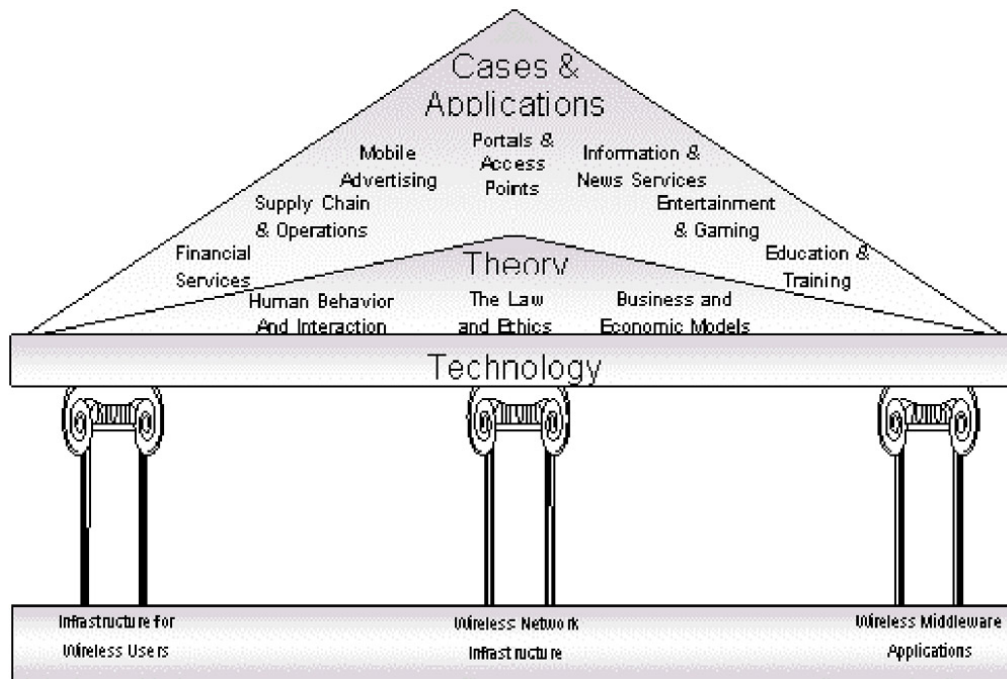 Cases &
Applications
Portals &
Access
Points
Mobile
Advertising
Information &
News Services
Supply Chain
& Operations
Entertainment
& Gaming
Financial
Services
Education &
Training
Theory
Human Behavior
And Interaction
The Law
and Ethics
Business and
Economic Models
Technology
Infrastructure for
Wireless Users
Wireless Network
Infrastructure
Wireless Middleware
Applications